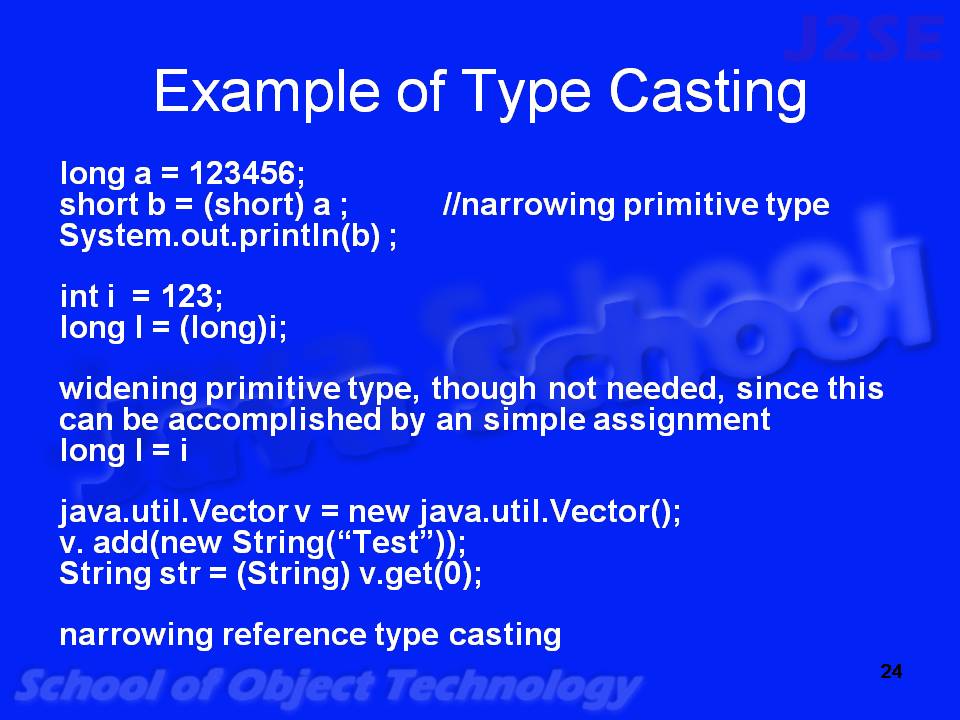 J2SE
Example of Type Casting
long a = 123456;
short b = (short) a ; //narrowing primitive type
System.out.println(b) ;
int i = 123;
long l = (long)i;
widening primitive type, though not needed, since this
can be accomplished by an simple assignment
long l = i
java.util.Vector v = new java.util.Vector();
v. add(new String(“Test”));
String str = (String) v.get(0);
narrowing reference type casting
Java School
School of Object Technology
24